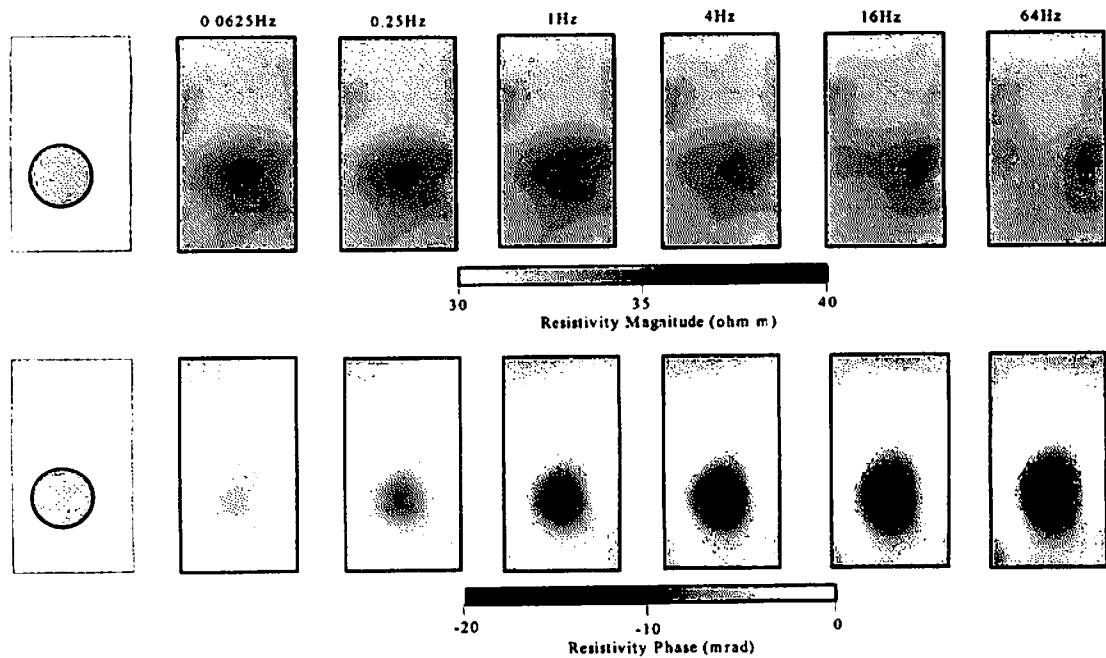 0.0625Hz 0.25Hz 1Hz 4Hz 16Hz 64Hz
30 35 40
Resistivity Magnitude (ohm m)
-20 -10 0
Resistivity Phase (mrad)